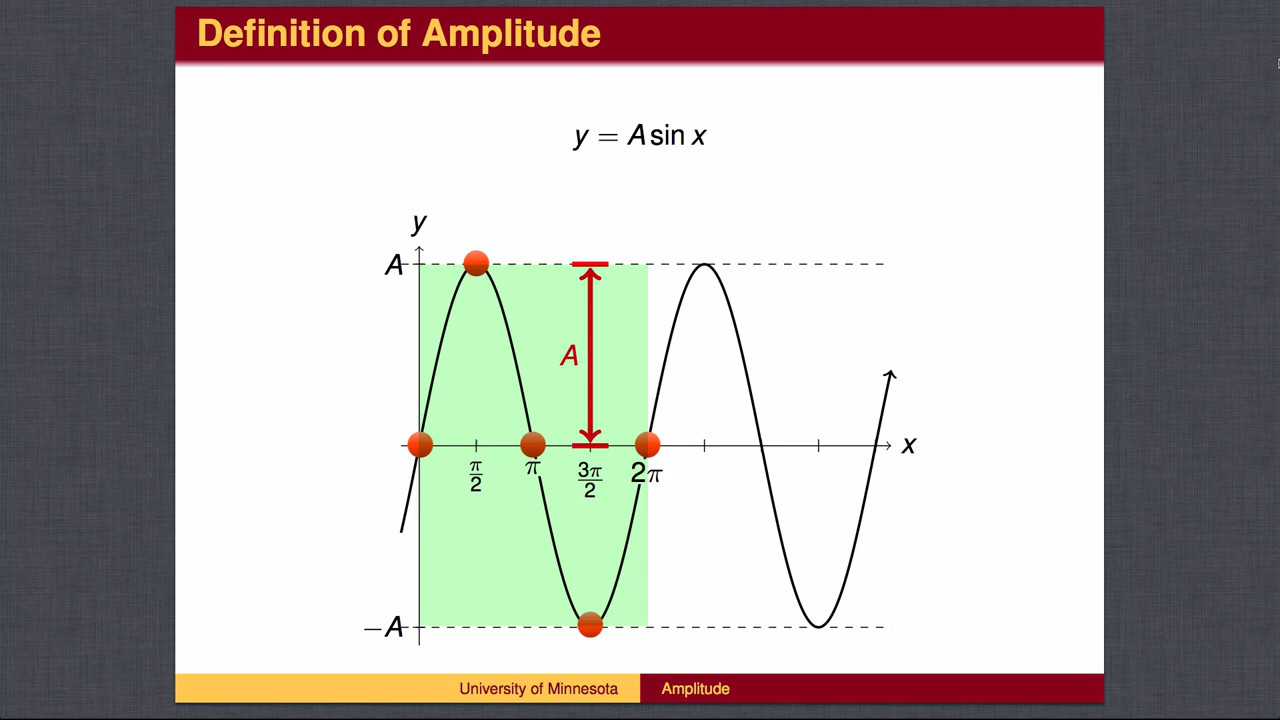 Definition of Amplitude
y = A sin x
y
A
A
x
π/2
π
3π/2
2π
−A
University of Minnesota
Amplitude